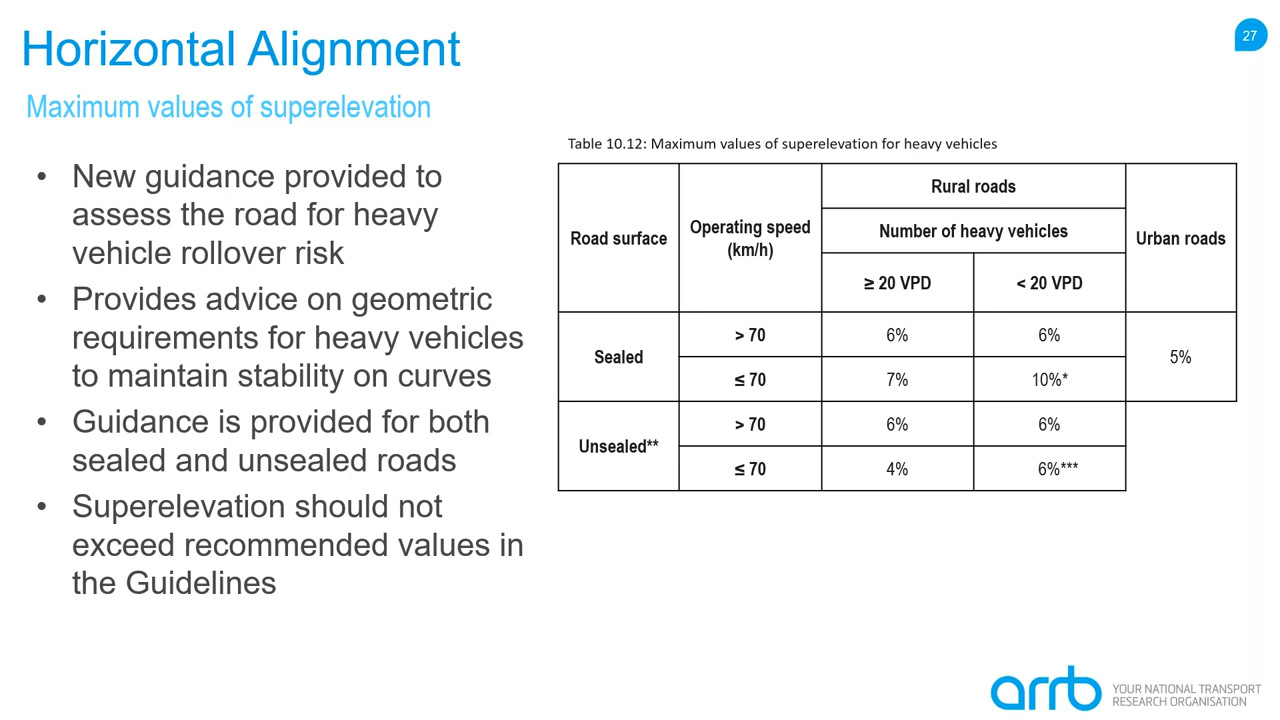 Horizontal Alignment
27
Maximum values of superelevation
• New guidance provided to
assess the road for heavy
vehicle rollover risk
• Provides advice on geometric
requirements for heavy vehicles
to maintain stability on curves
• Guidance is provided for both
sealed and unsealed roads
• Superelevation should not
exceed recommended values in
the Guidelines
Table 10.12: Maximum values of superelevation for heavy vehicles
Road surface
Operating speed
(km/h)
Rural roads
Number of heavy vehicles
≥ 20 VPD
< 20 VPD
Urban roads
Sealed
> 70
6%
6%
5%
≤ 70
7%
10%*
Unsealed**
> 70
6%
6%
≤ 70
4%
6%***
arrb
YOUR NATIONAL TRANSPORT
RESEARCH ORGANISATION